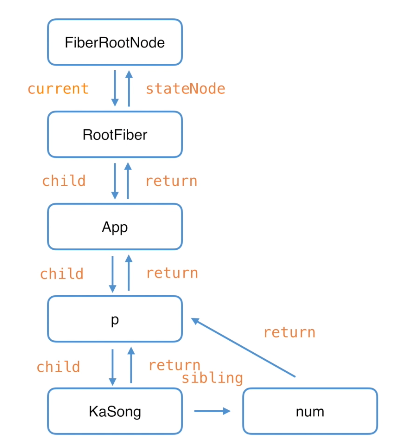 FiberRootNode
current
stateNode
RootFiber
child
return
App
child
return
p
return
child
return
sibling
KaSong
num